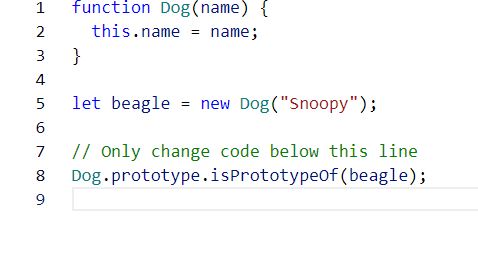 1 function Dog(name) {
2   this.name = name;
3 }
4
5 let beagle = new Dog("Snoopy");
6
7 // Only change code below this line
8 Dog.prototype.isPrototypeOf(beagle);
9